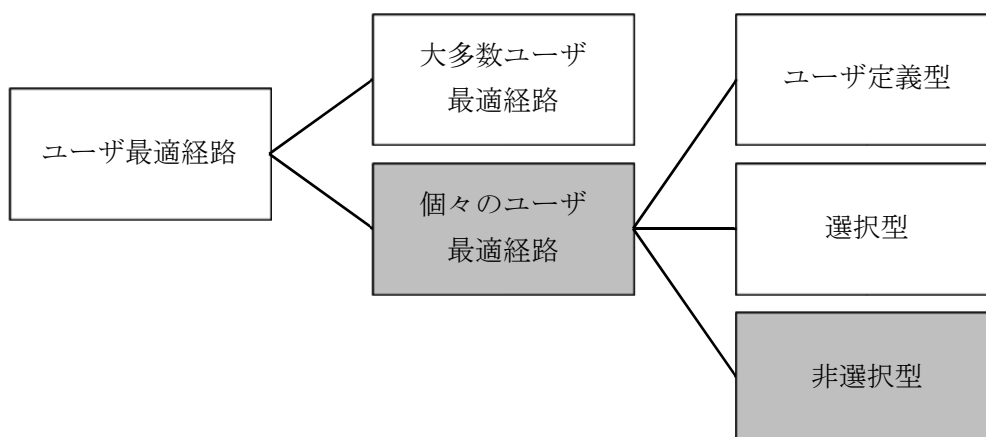 ユーザ最適経路
大多数ユーザ
最適経路
個々のユーザ
最適経路
ユーザ定義型
選択型
非選択型